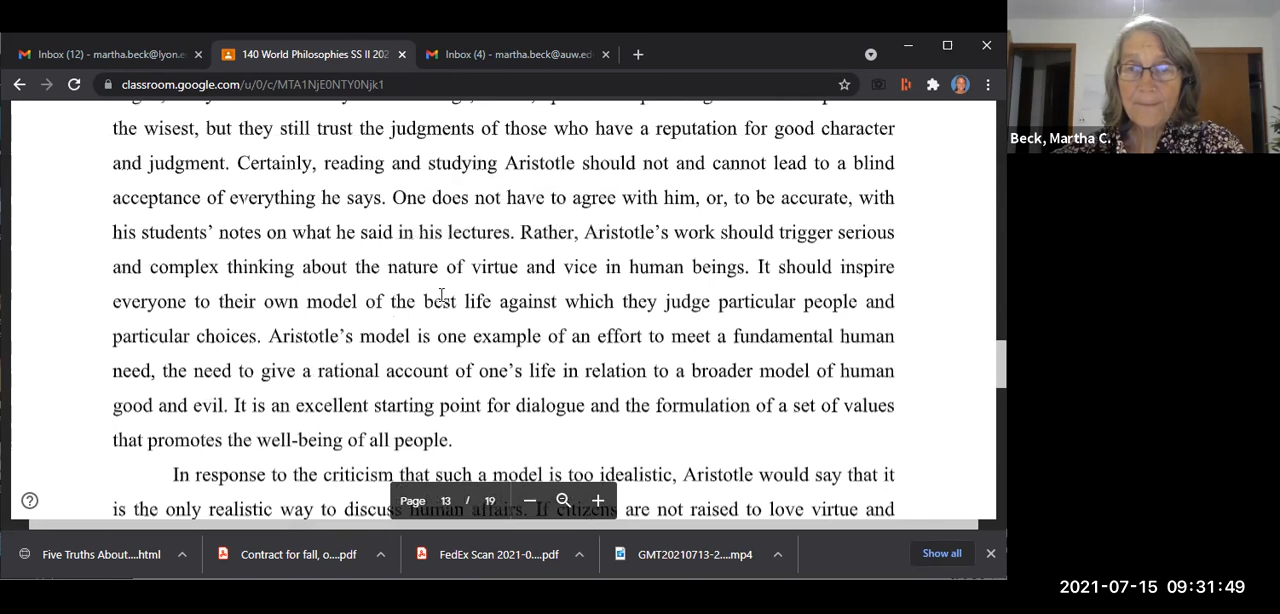 Inbox (12) - martha.beck@lyon.e
140 World Philosophies SS II 202
Inbox (4) - martha.beck@auw.ed
classroom.google.com/u/0/c/MTA1NjE0NTY0Njk1
Beck, Martha C.
the wisest, but they still trust the judgments of those who have a reputation for good character
and judgment. Certainly, reading and studying Aristotle should not and cannot lead to a blind
acceptance of everything he says. One does not have to agree with him, or, to be accurate, with
his students’ notes on what he said in his lectures. Rather, Aristotle’s work should trigger serious
and complex thinking about the nature of virtue and vice in human beings. It should inspire
everyone to their own model of the best life against which they judge particular people and
particular choices. Aristotle’s model is one example of an effort to meet a fundamental human
need, the need to give a rational account of one’s life in relation to a broader model of human
good and evil. It is an excellent starting point for dialogue and the formulation of a set of values
that promotes the well-being of all people.
In response to the criticism that such a model is too idealistic, Aristotle would say that it
is the only realistic way to discuss human affairs. If citizens are not raised to love virtue and
Page 13 / 19
Five Truths About....html
Contract for fall, o....pdf
FedEx Scan 2021-0....pdf
GMT20210713-2....mp4
Show all
2021-07-15 09:31:49